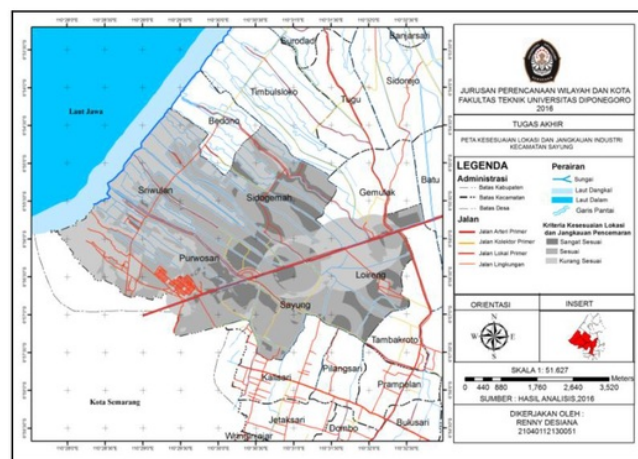 Surodadi
Banjarsari
Timbulsloko
Tugu
Sidorejo
Bedono
Laut Jawa
Sriwulan
Sidogemah
Gemulak
Batu
Purwosari
Loireng
Sayung
Tambakroto
Kalisari
Pilangsari
Prampelan
Kota Semarang
Jetaksari
Dombo
Bulusari
JURUSAN PERENCANAAN WILAYAH DAN KOTA
FAKULTAS TEKNIK UNIVERSITAS DIPONEGORO
2016
TUGAS AKHIR
PETA KESESUAIAN LOKASI DAN JANGKAUAN INDUSTRI
KECAMATAN SAYUNG
LEGENDA
Administrasi
Batas Kabupaten
Batas Kecamatan
Batas Desa
Jalan
Jalan Arteri Primer
Jalan Kolektor Primer
Jalan Lokal Primer
Jalan Lingkungan
Perairan
Sungai
Laut Dangkal
Laut Dalam
Garis Pantai
Kriteria Kesesuaian Lokasi
dan Jangkauan Pencemaran
Sangat Sesuai
Sesuai
Kurang Sesuai
ORIENTASI
N
W E
S
INSERT
SKALA 1: 51.627
Meters
0 440 880 1,760 2,640 3,520
SUMBER : HASIL ANALISIS,2016
DIKERJAKAN OLEH :
RENNY DESIANA
21040112130051